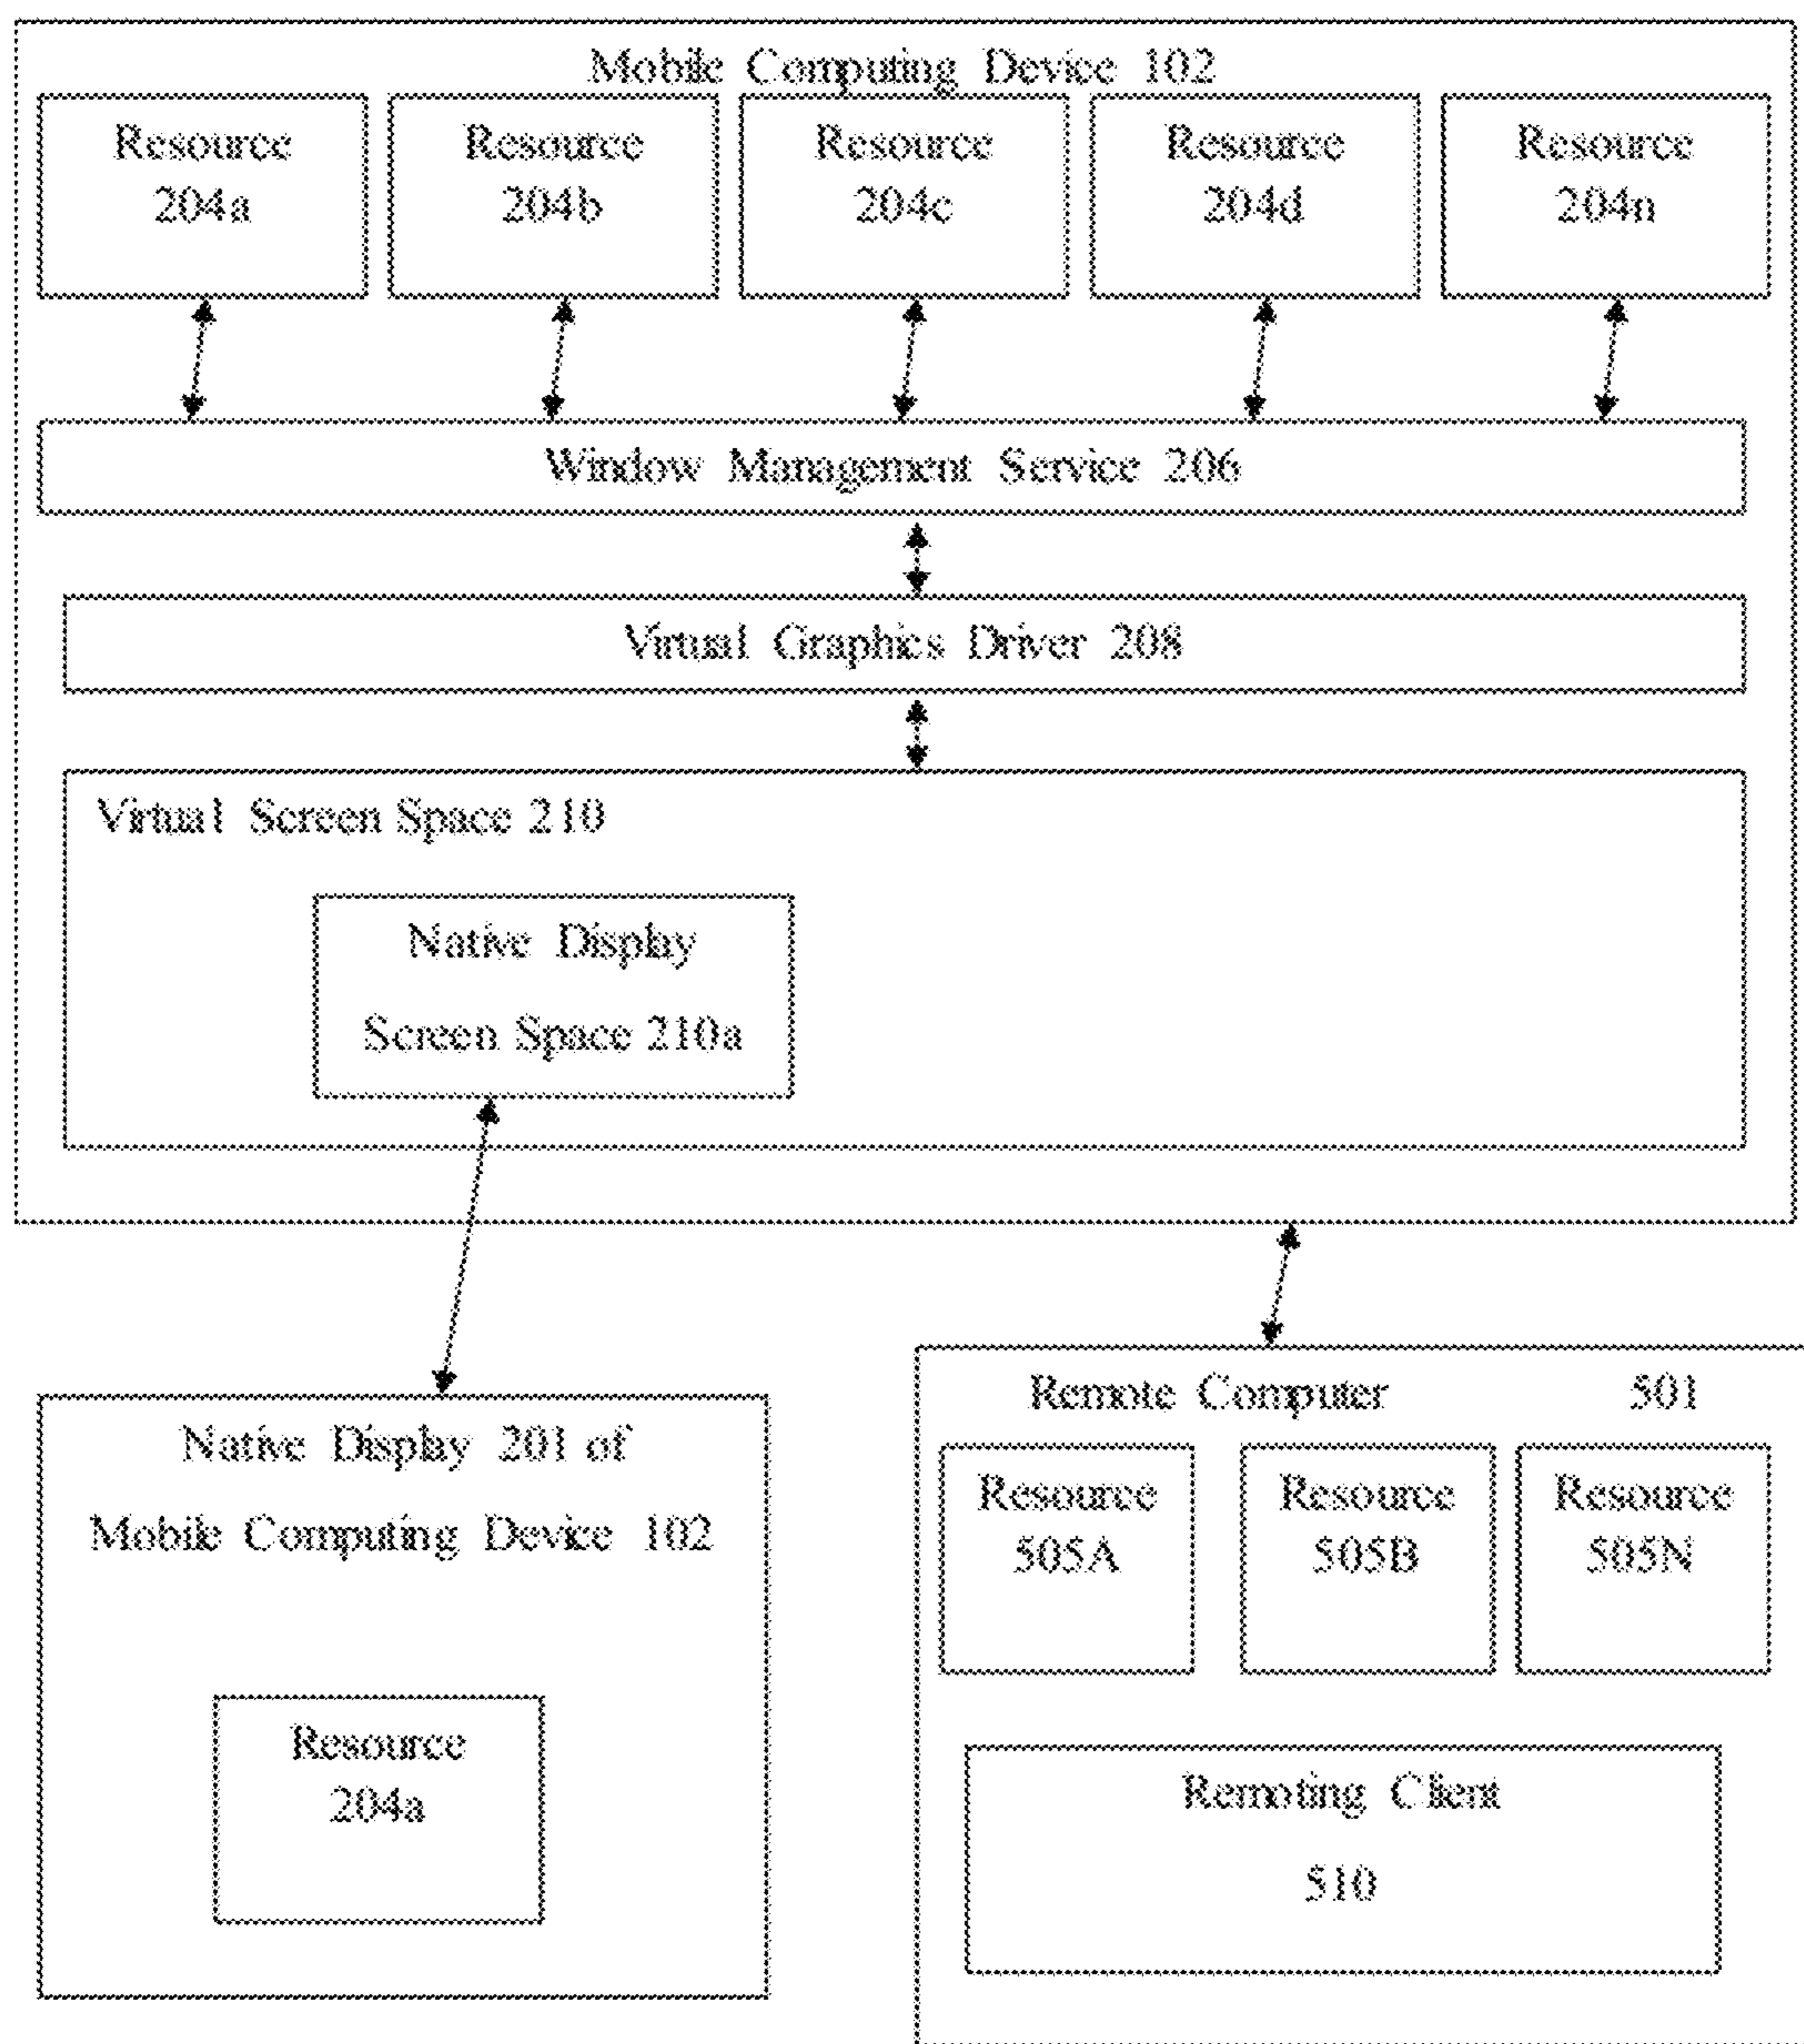 Mobile Computing Device 102
Resource
204a
Resource
204b
Resource
204c
Resource
204d
Resource
204n
Window Management Service 206
Virtual Graphics Driver 208
Virtual Screen Space 210
Native Display
Screen Space 210a
Native Display 201 of
Mobile Computing Device 102
Resource
204a
Remote Computer 501
Resource
505A
Resource
505B
Resource
505N
Remoting Client
510